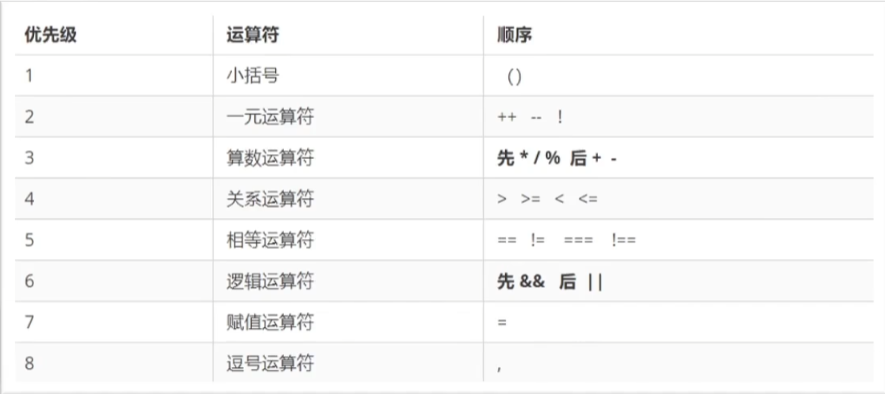 优先级 运算符 顺序
1 小括号 ()
2 一元运算符 ++ -- !
3 算数运算符 先 * / % 后 + -
4 关系运算符 > >= < <=
5 相等运算符 == != === !==
6 逻辑运算符 先 && 后 ||
7 赋值运算符 =
8 逗号运算符 ,